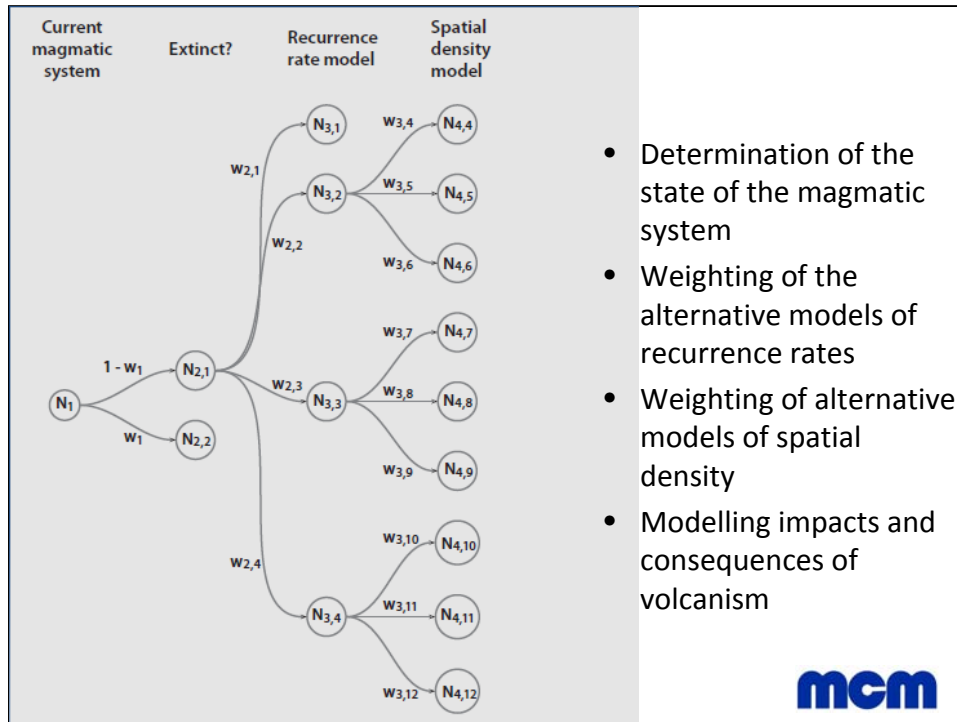 Current
magmatic
system
Extinct?
Recurrence
rate model
Spatial
density
model
N3,1
w3,4
N4,4
w2,1
N3,2
w3,5
N4,5
w2,2
w3,6
N4,6
w3,7
N4,7
1 - w1
N2,1
w2,3
N3,3
w3,8
N4,8
N1
w1
N2,2
w3,9
N4,9
w3,10
N4,10
w2,4
N3,4
w3,11
N4,11
w3,12
N4,12
• Determination of the
state of the magmatic
system
• Weighting of the
alternative models of
recurrence rates
• Weighting of alternative
models of spatial
density
• Modelling impacts and
consequences of
volcanism
mcm